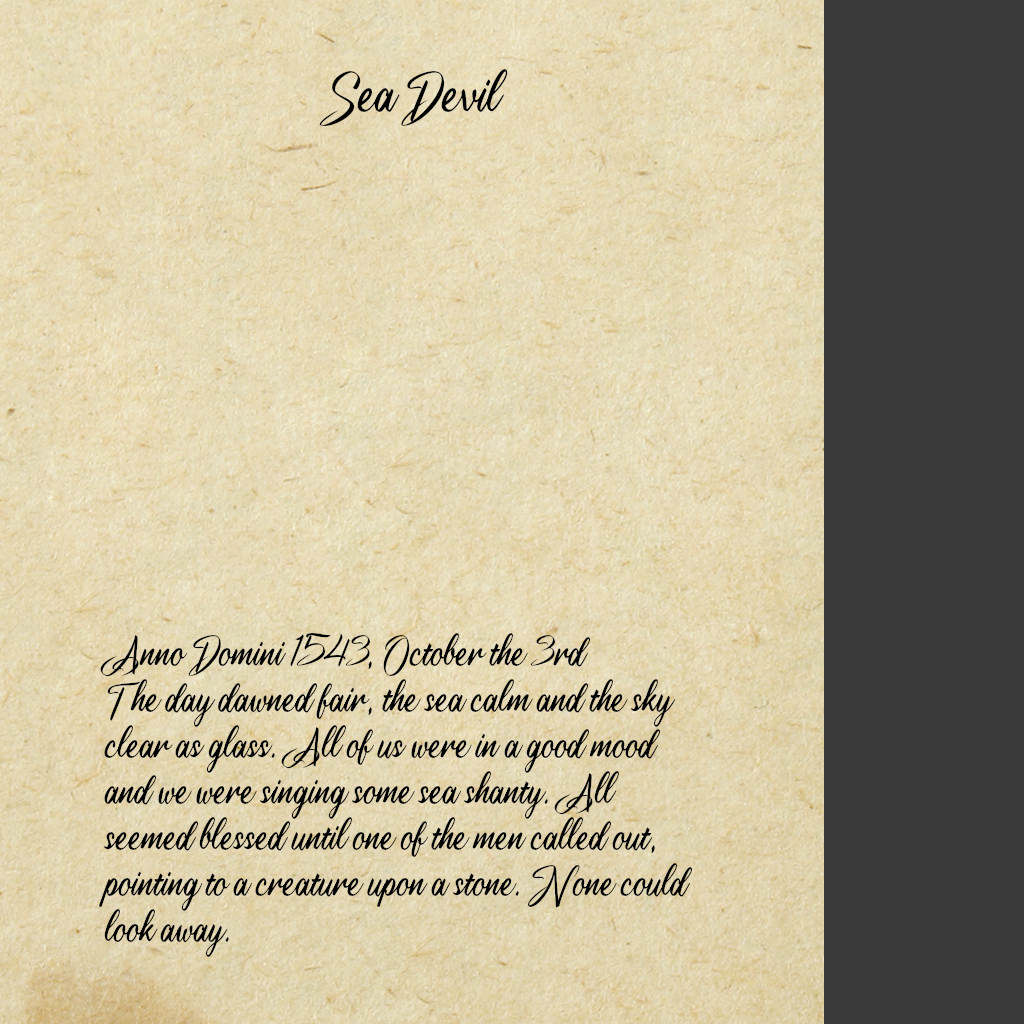 Sea Devil
Anno Domini 1543, October the 3rd
The day dawned fair, the sea calm and the sky
clear as glass. All of us were in a good mood
and we were singing some sea shanty. All
seemed blessed until one of the men called out,
pointing to a creature upon a stone. None could
look away.